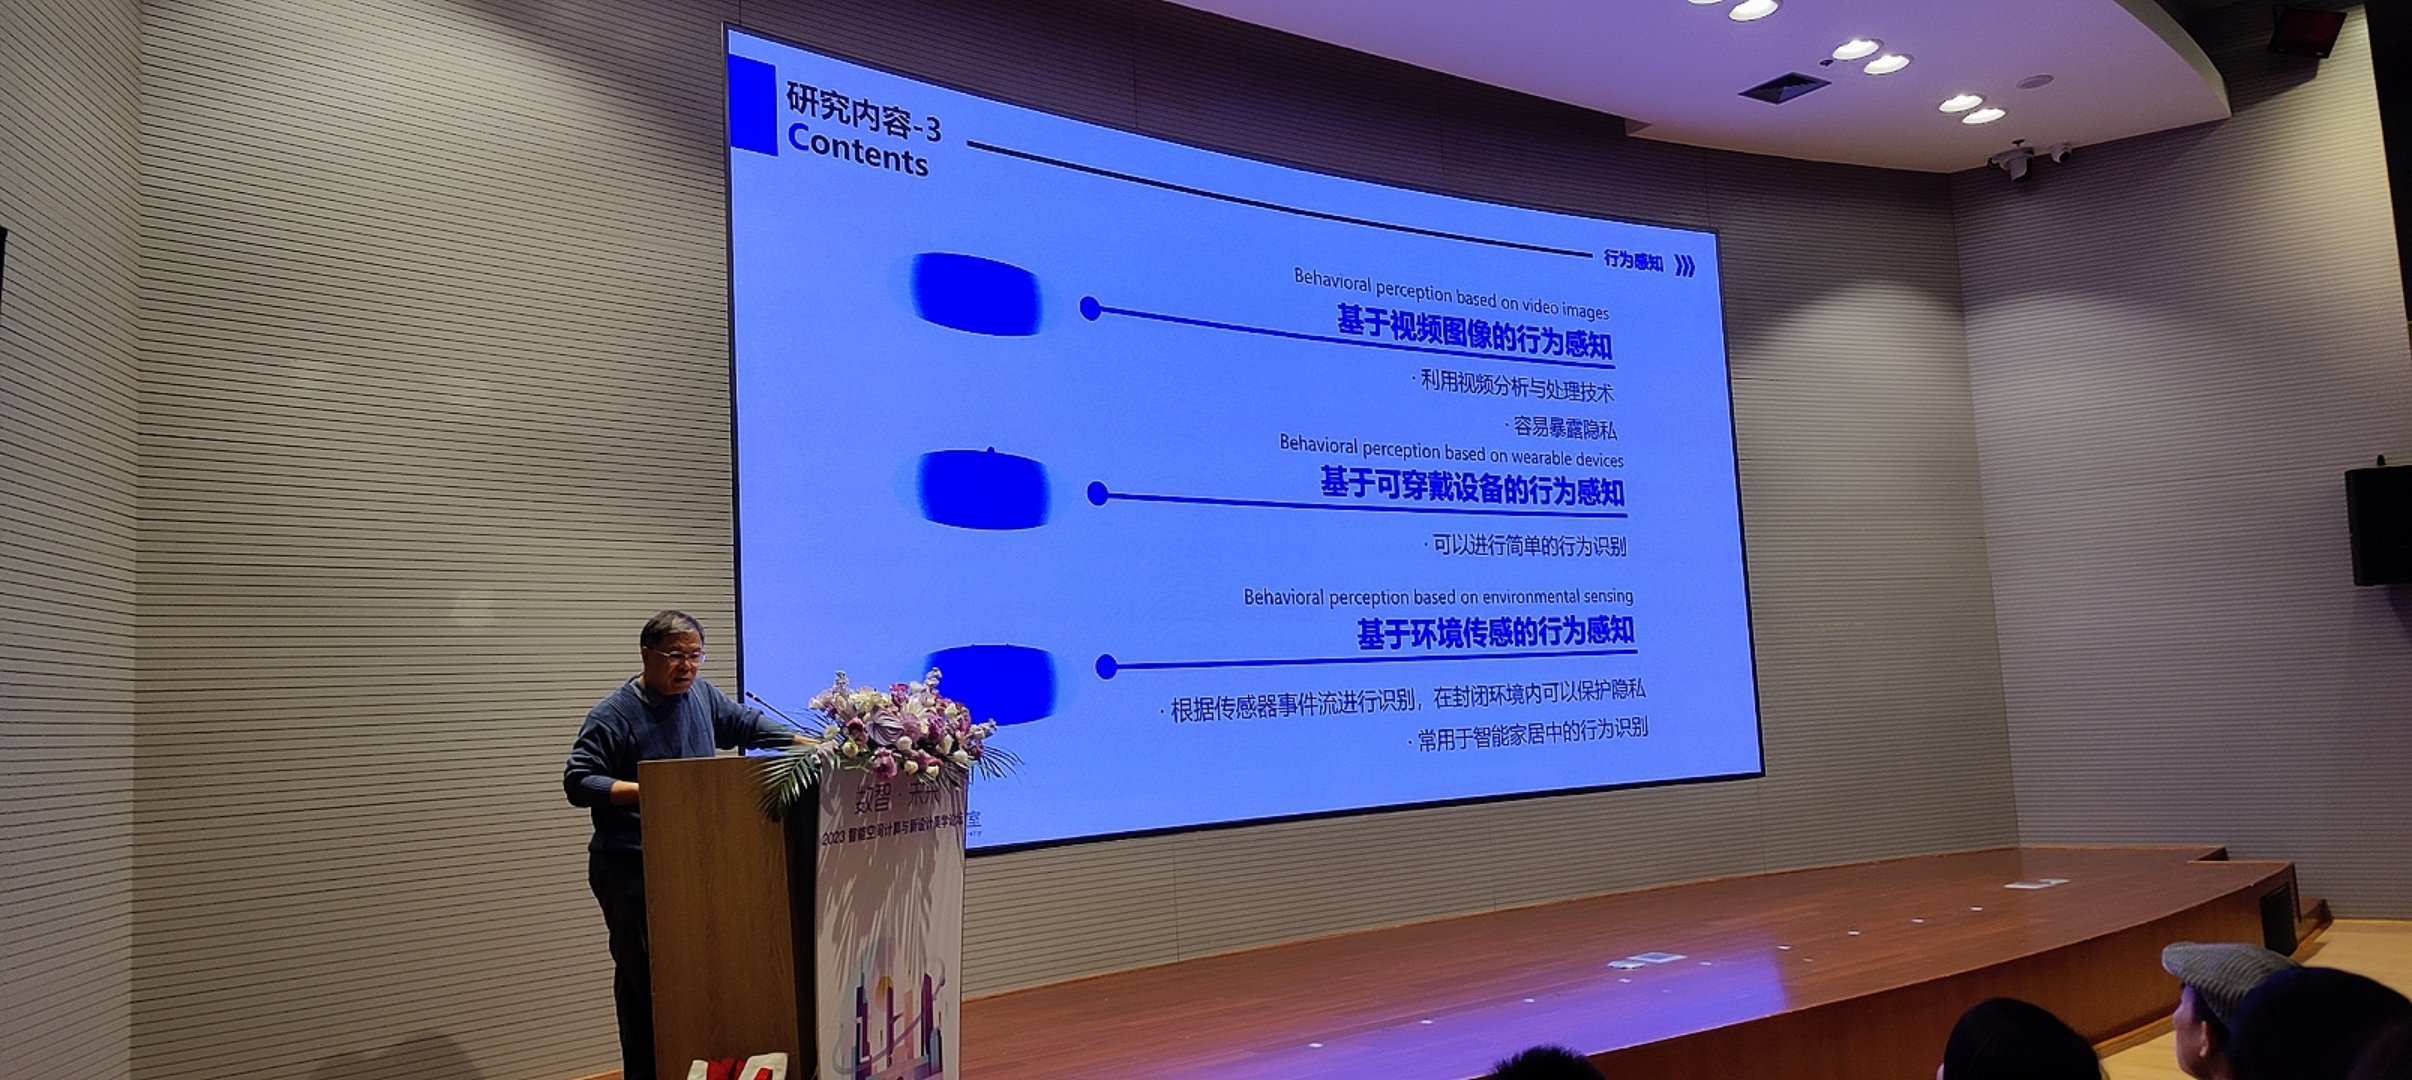 研究内容-3
Contents
行为感知
Behavioral perception based on video images
基于视频图像的行为感知
· 利用视频分析与处理技术
· 容易暴露隐私
Behavioral perception based on wearable devices
基于可穿戴设备的行为感知
· 可以进行简单的行为识别
Behavioral perception based on environmental sensing
基于环境传感的行为感知
· 根据传感器事件流进行识别，在封闭环境内可以保护隐私
· 常用于智能家居中的行为识别
数智 · 未来
2023 智能空间计算与新设计美学论坛
室